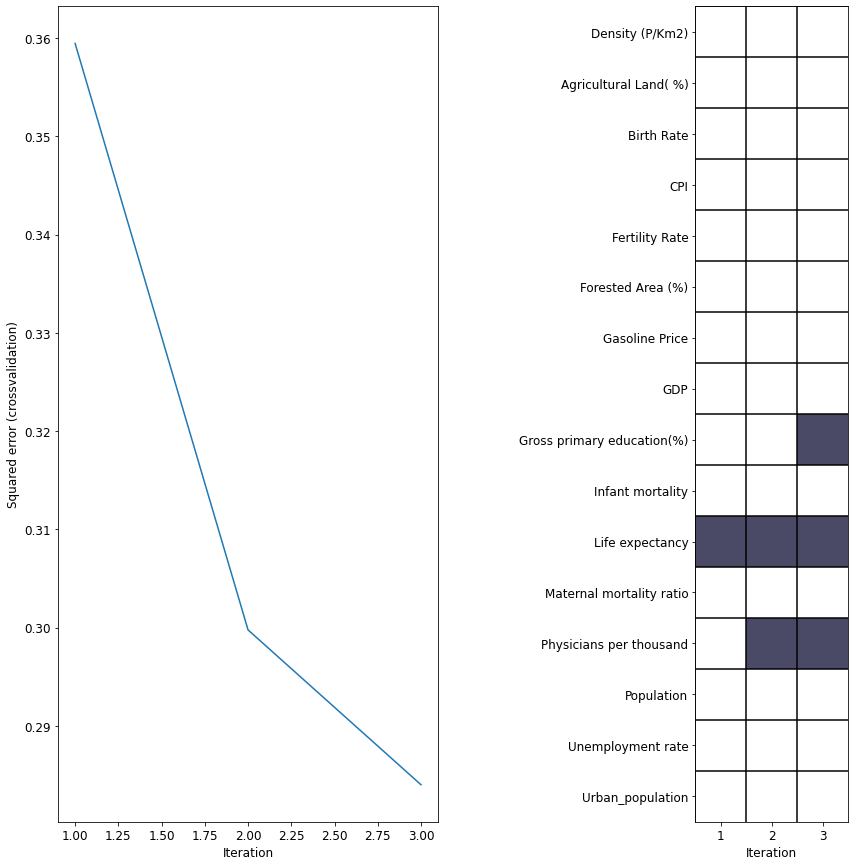 0.36
0.35
0.34
0.33
0.32
0.31
0.30
0.29
Squared error (crossvalidation)
1.00 1.25 1.50 1.75 2.00 2.25 2.50 2.75 3.00
Iteration
Density (P/Km2)
Agricultural Land( %)
Birth Rate
CPI
Fertility Rate
Forested Area (%)
Gasoline Price
GDP
Gross primary education(%)
Infant mortality
Life expectancy
Maternal mortality ratio
Physicians per thousand
Population
Unemployment rate
Urban_population
1 2 3
Iteration